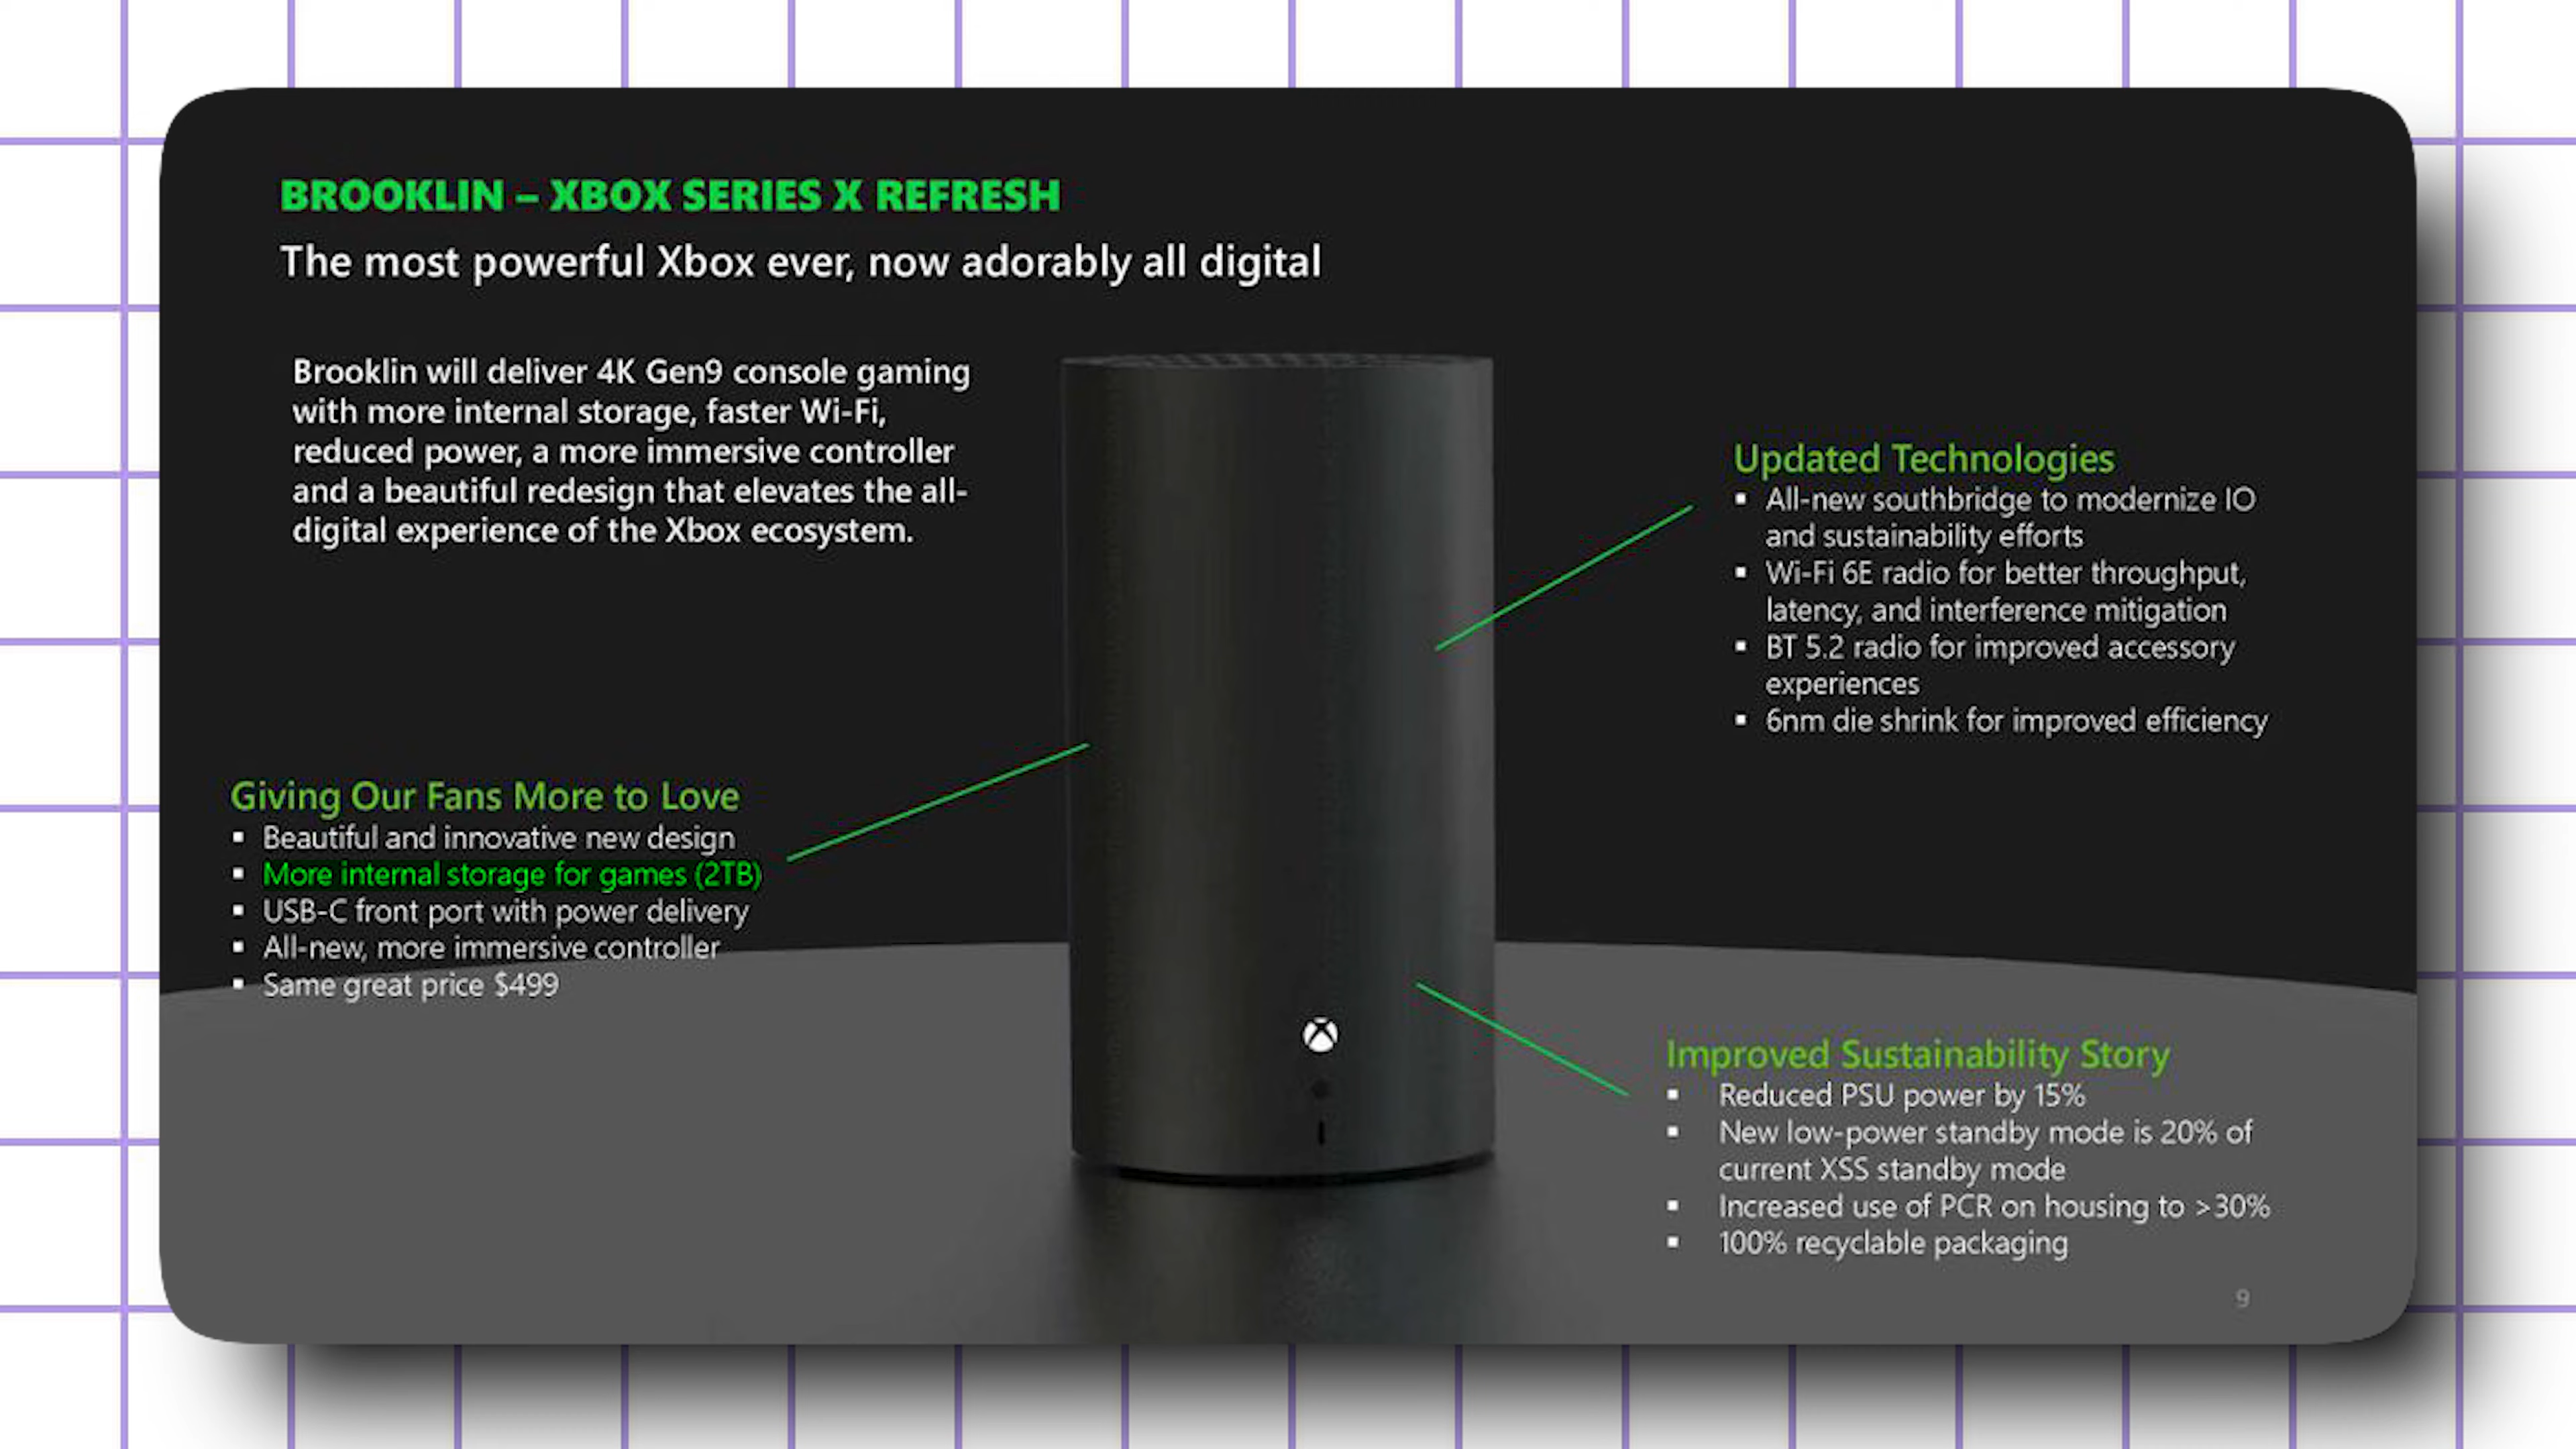 BROOKLIN – XBOX SERIES X REFRESH
The most powerful Xbox ever, now adorably all digital
Brooklin will deliver 4K Gen9 console gaming
with more internal storage, faster Wi-Fi,
reduced power, a more immersive controller
and a beautiful redesign that elevates the all-
digital experience of the Xbox ecosystem.
Giving Our Fans More to Love
▪ Beautiful and innovative new design
▪ More internal storage for games (2TB)
▪ USB-C front port with power delivery
▪ All-new, more immersive controller
▪ Same great price $499
Updated Technologies
▪ All-new southbridge to modernize IO
and sustainability efforts
▪ Wi-Fi 6E radio for better throughput,
latency, and interference mitigation
▪ BT 5.2 radio for improved accessory
experiences
▪ 6nm die shrink for improved efficiency
Improved Sustainability Story
▪ Reduced PSU power by 15%
▪ New low-power standby mode is 20% of
current XSS standby mode
▪ Increased use of PCR on housing to >30%
▪ 100% recyclable packaging
9